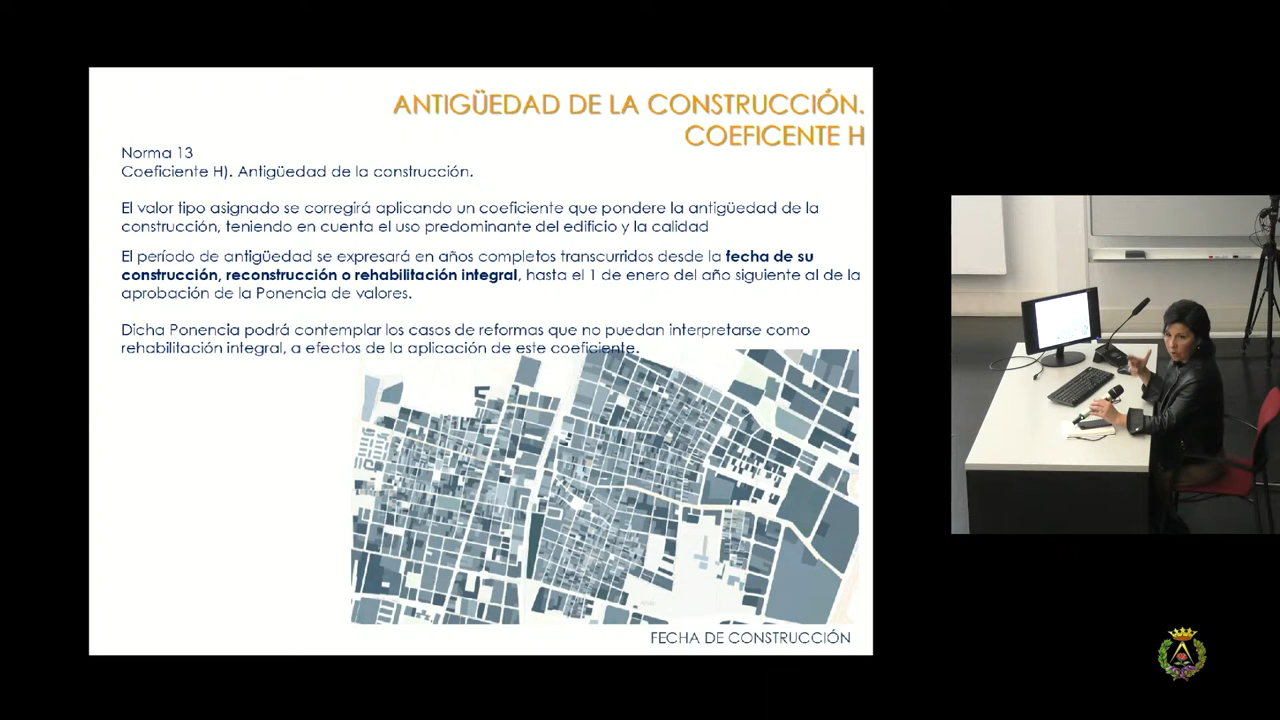 ANTIGÜEDAD DE LA CONSTRUCCIÓN.
COEFICENTE H
Norma 13
Coeficiente H). Antigüedad de la construcción.
El valor tipo asignado se corregirá aplicando un coeficiente que pondere la antigüedad de la
construcción, teniendo en cuenta el uso predominante del edificio y la calidad
El período de antigüedad se expresará en años completos transcurridos desde la fecha de su
construcción, reconstrucción o rehabilitación integral, hasta el 1 de enero del año siguiente al de la
aprobación de la Ponencia de valores.
Dicha Ponencia podrá contemplar los casos de reformas que no puedan interpretarse como
rehabilitación integral, a efectos de la aplicación de este coeficiente.
FECHA DE CONSTRUCCIÓN